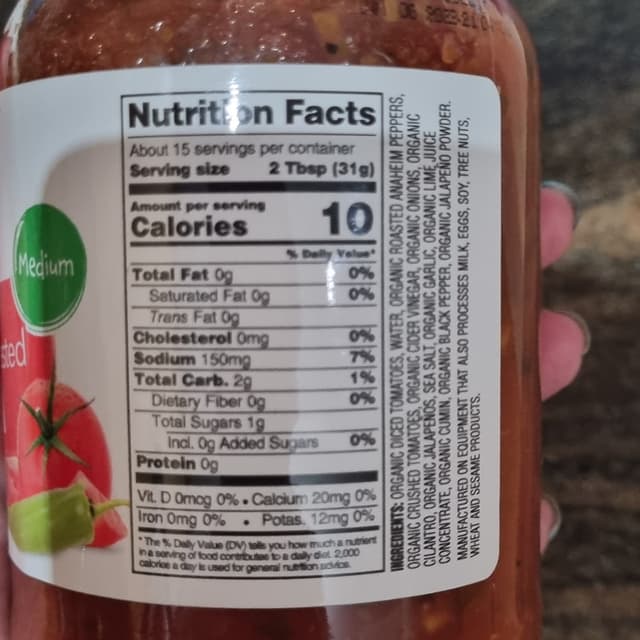 Medium
sted
Nutrition Facts
About 15 servings per container
Serving size 2 Tbsp (31g)
Amount per serving
Calories 10
% Daily Value*
Total Fat 0g 0%
Saturated Fat 0g 0%
Trans Fat 0g
Cholesterol 0mg 0%
Sodium 150mg 7%
Total Carb. 2g 1%
Dietary Fiber 0g 0%
Total Sugars 1g
Incl. 0g Added Sugars 0%
Protein 0g
Vit. D 0mcg 0% • Calcium 20mg 0%
Iron 0mg 0% • Potas. 12mg 0%
* The % Daily Value (DV) tells you how much a nutrient
in a serving of food contributes to a daily diet. 2,000
calories a day is used for general nutrition advice.
INGREDIENTS: ORGANIC DICED TOMATOES, WATER, ORGANIC ROASTED ANAHEIM PEPPERS,
ORGANIC CRUSHED TOMATOES, ORGANIC CIDER VINEGAR, ORGANIC ONIONS, ORGANIC
CILANTRO, ORGANIC JALAPEÑOS, SEA SALT, ORGANIC GARLIC, ORGANIC LIME JUICE
CONCENTRATE, ORGANIC CUMIN, ORGANIC BLACK PEPPER, ORGANIC JALAPEÑO POWDER.
MANUFACTURED ON EQUIPMENT THAT ALSO PROCESSES MILK, EGGS, SOY, TREE NUTS,
WHEAT AND SESAME PRODUCTS.